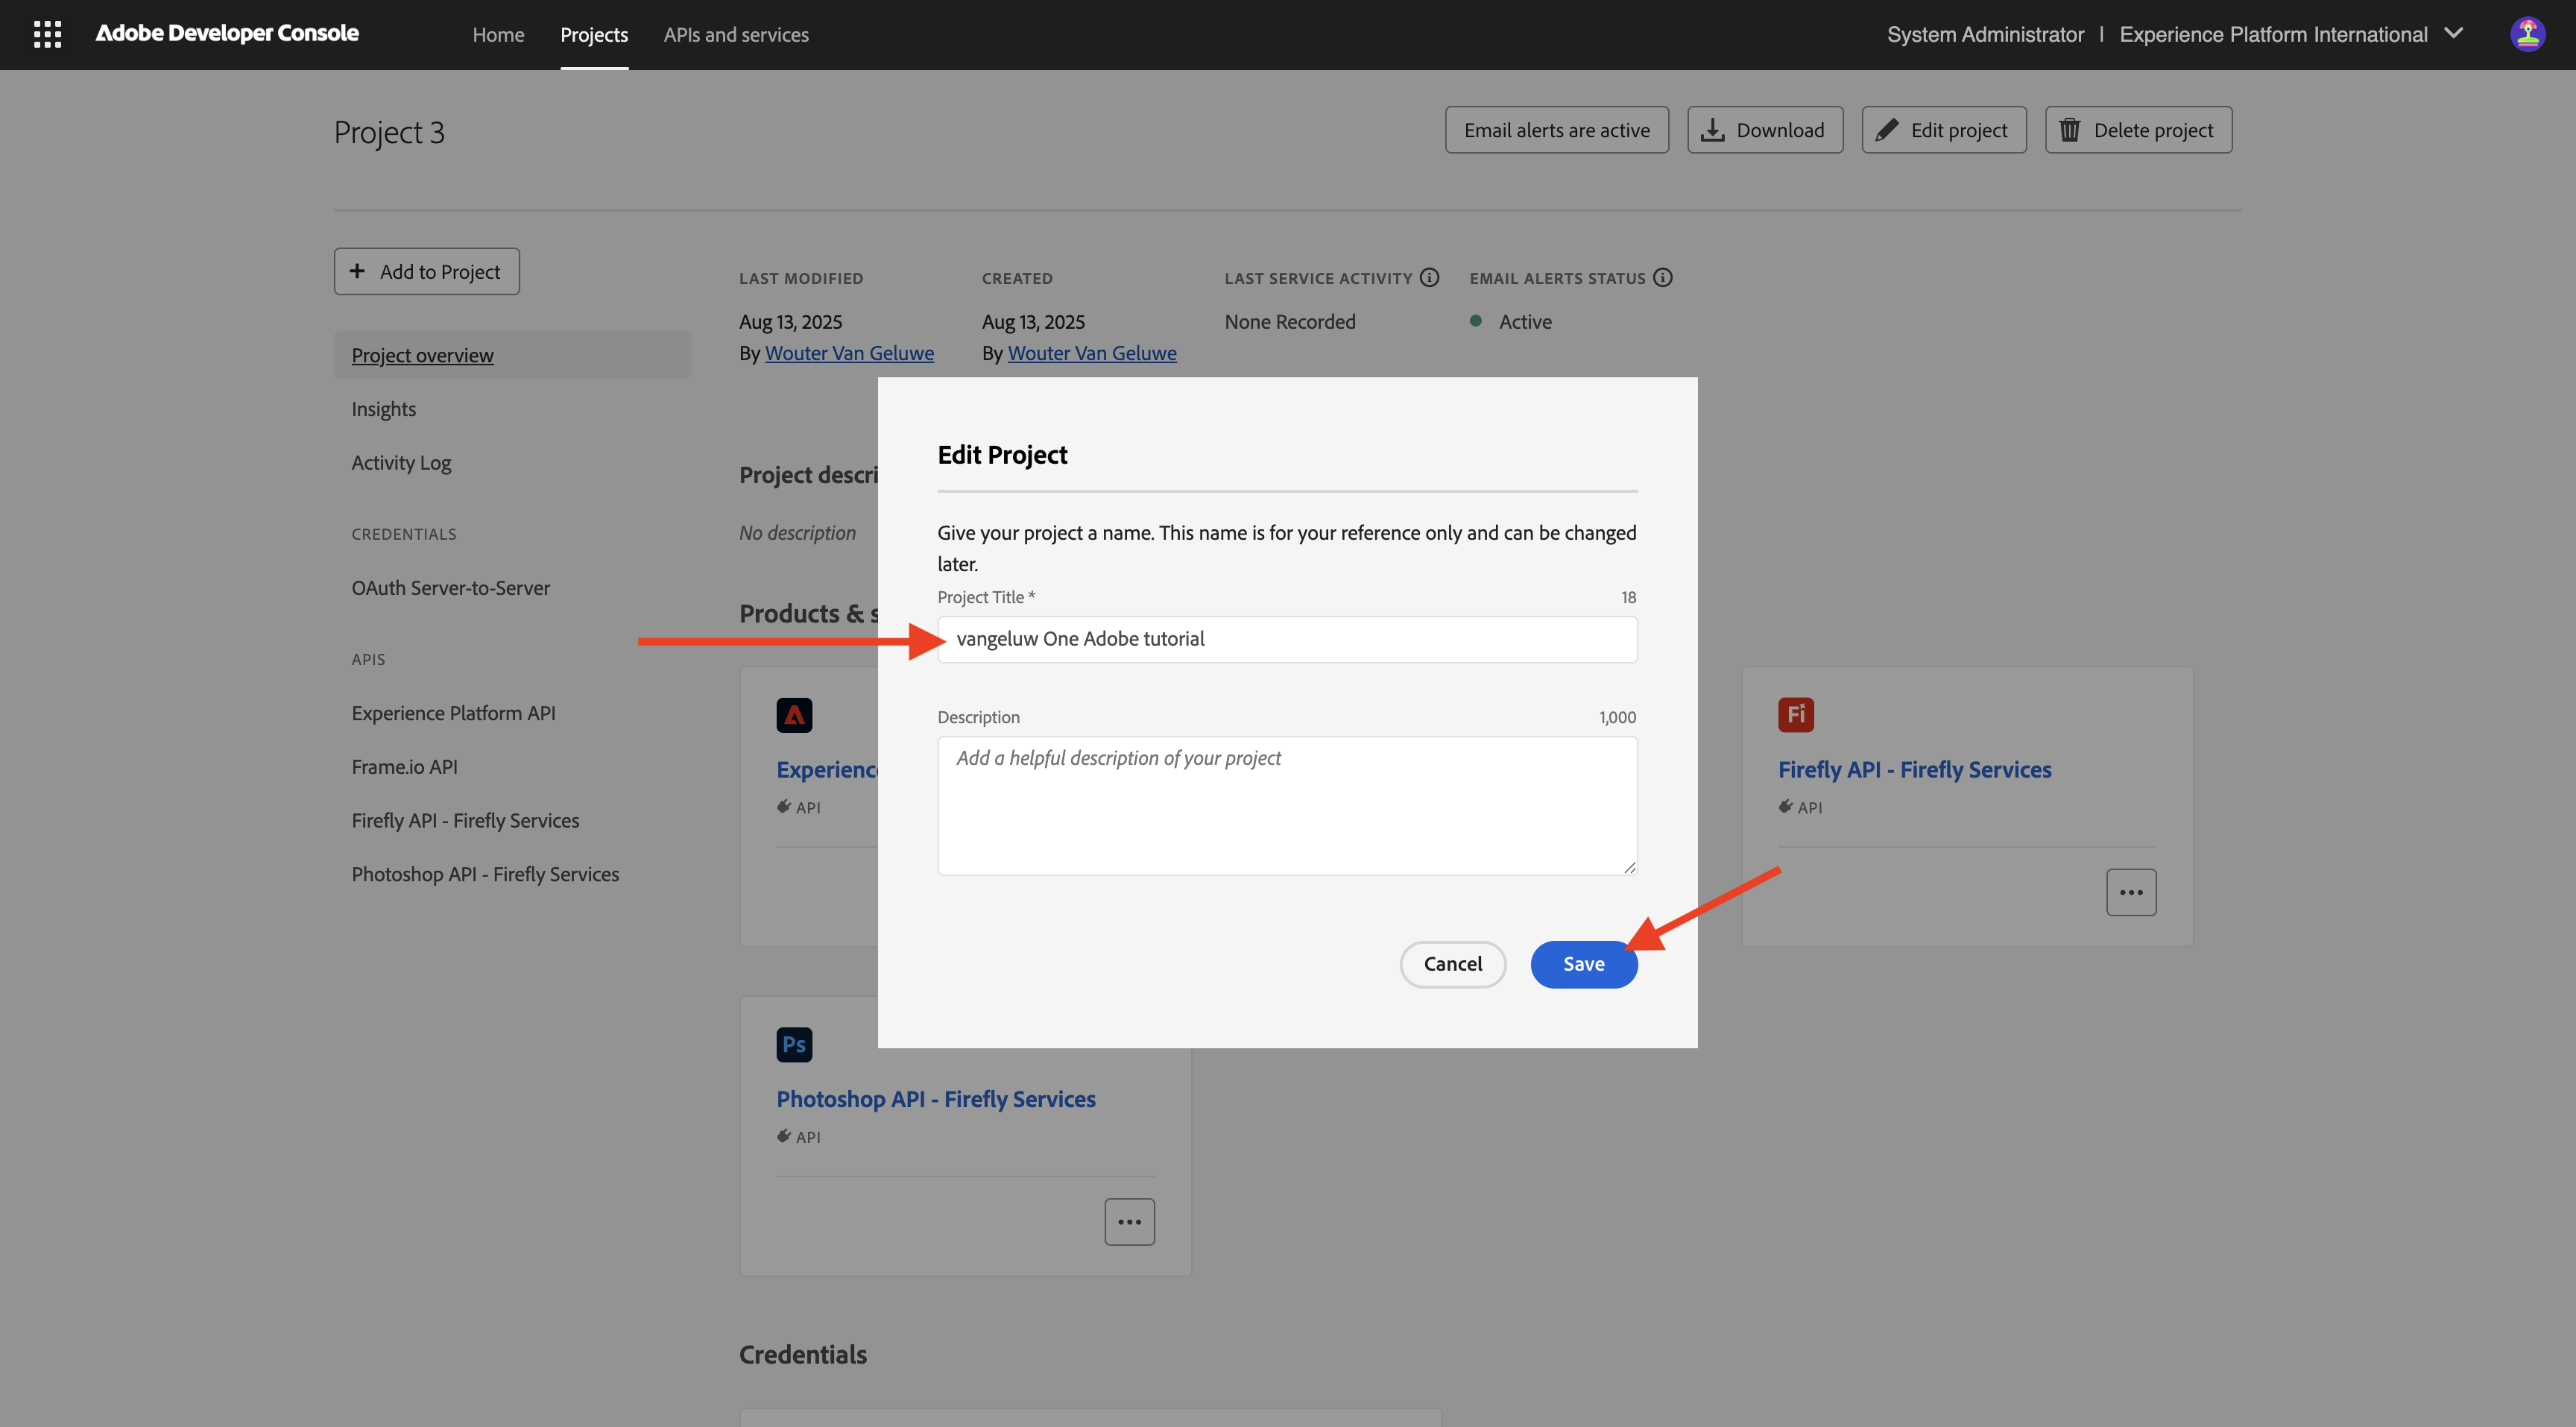 Adobe Developer Console
Home
Projects
APIs and services
System Administrator | Experience Platform International
Project 3
Email alerts are active
Download
Edit project
Delete project
Add to Project
Project overview
Insights
Activity Log
CREDENTIALS
OAuth Server-to-Server
APIS
Experience Platform API
Frame.io API
Firefly API - Firefly Services
Photoshop API - Firefly Services
LAST MODIFIED
Aug 13, 2025
By Wouter Van Geluwe
CREATED
Aug 13, 2025
By Wouter Van Geluwe
LAST SERVICE ACTIVITY
None Recorded
EMAIL ALERTS STATUS
Active
Project descri
No description
Products & s
Experienc
API
Edit Project
Give your project a name. This name is for your reference only and can be changed
later.
Project Title *
18
vangeluw One Adobe tutorial
Description
1,000
Add a helpful description of your project
Cancel
Save
Fi
Firefly API - Firefly Services
API
Ps
Photoshop API - Firefly Services
API
Credentials